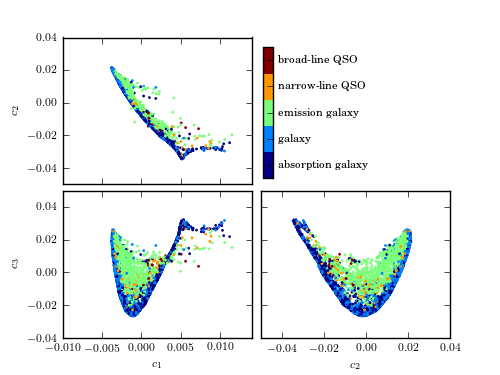 0.04
0.02
0.00
−0.02
−0.04
c2
broad-line QSO
narrow-line QSO
emission galaxy
galaxy
absorption galaxy
0.04
0.02
0.00
−0.02
−0.04
c3
−0.010 −0.005 0.000 0.005 0.010
c1
−0.04 −0.02 0.00 0.02 0.04
c2